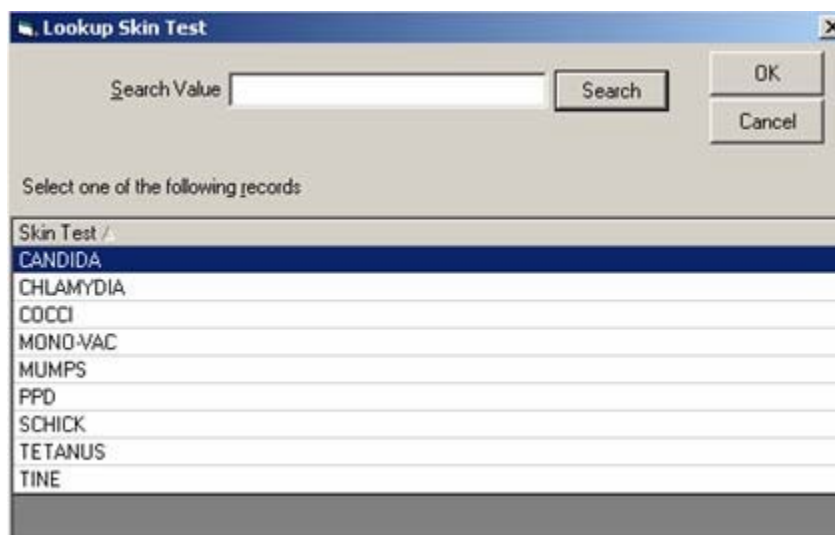 Lookup Skin Test
Search Value
Search
OK
Cancel
Select one of the following records
Skin Test
CANDIDA
CHLAMYDIA
COCCI
MONO-VAC
MUMPS
PPD
SCHICK
TETANUS
TINE